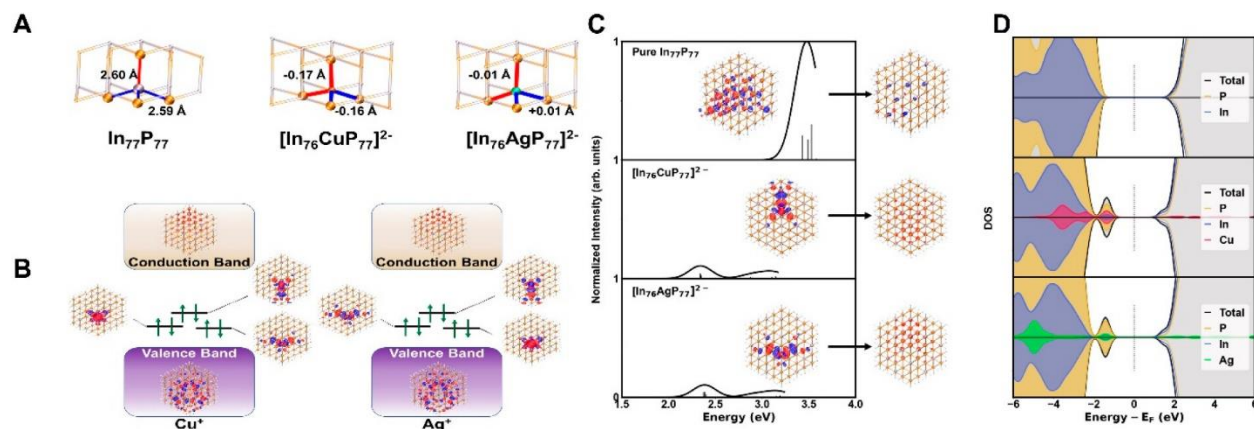 A
2.60 Å
2.59 Å
In77P77
-0.17 Å
-0.16 Å
[In76CuP77]2-
-0.01 Å
+0.01 Å
[In76AgP77]2-
B
Conduction Band
Valence Band
Cu+
Conduction Band
Valence Band
Ag+
C
Normalized Intensity (arb. units)
1
Pure In77P77
1
[In76CuP77]2−
1
[In76AgP77]2−
0
1.5 2.0 2.5 3.0 3.5 4.0
Energy (eV)
D
DOS
Total
P
In
Total
P
In
Cu
Total
P
In
Ag
−6 −4 −2 0 2 4 6
Energy − EF (eV)